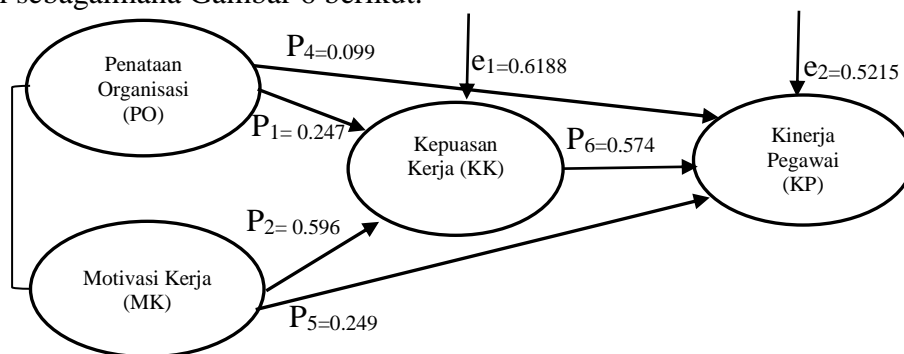 sebagaimana Gambar 6 berikut.
Penataan
Organisasi
(PO)
P4=0.099
e1=0.6188
e2=0.5215
P1= 0.247
Kepuasan
Kerja (KK)
P6=0.574
Kinerja
Pegawai
(KP)
P2= 0.596
Motivasi Kerja
(MK)
P5=0.249